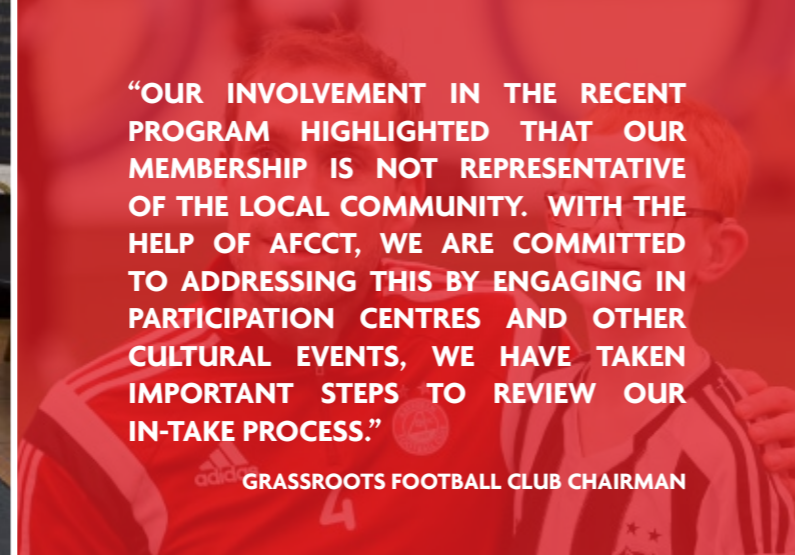 “OUR INVOLVEMENT IN THE RECENT
PROGRAM HIGHLIGHTED THAT OUR
MEMBERSHIP IS NOT REPRESENTATIVE
OF THE LOCAL COMMUNITY. WITH THE
HELP OF AFCCT, WE ARE COMMITTED
TO ADDRESSING THIS BY ENGAGING IN
PARTICIPATION CENTRES AND OTHER
CULTURAL EVENTS, WE HAVE TAKEN
IMPORTANT STEPS TO REVIEW OUR
IN-TAKE PROCESS.”
adidas
GRASSROOTS FOOTBALL CLUB CHAIRMAN
4